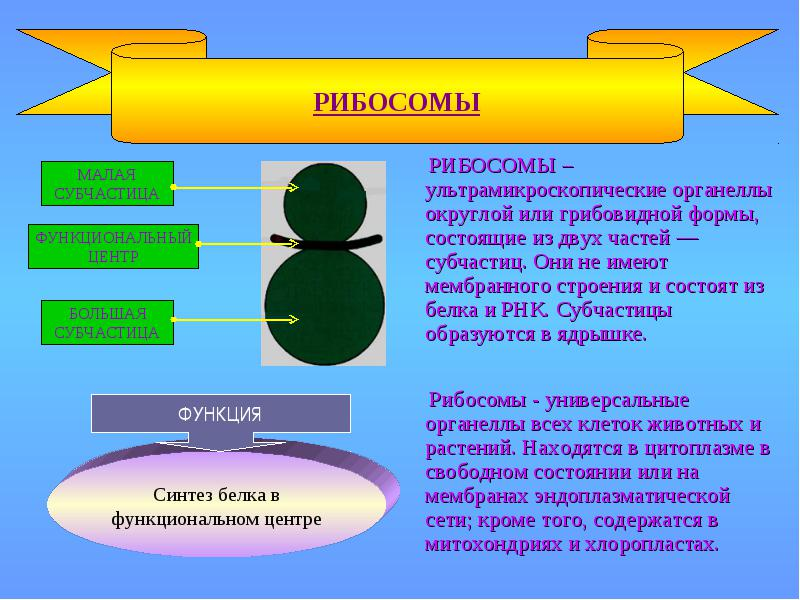 РИБОСОМЫ
МАЛАЯ
СУБЧАСТИЦА
ФУНКЦИОНАЛЬНЫЙ
ЦЕНТР
БОЛЬШАЯ
СУБЧАСТИЦА
РИБОСОМЫ –
ультрамикроскопические органеллы
округлой или грибовидной формы,
состоящие из двух частей —
субчастиц. Они не имеют
мембранного строения и состоят из
белка и РНК. Субчастицы
образуются в ядрышке.
ФУНКЦИЯ
Синтез белка в
функциональном центре
Рибосомы - универсальные
органеллы всех клеток животных и
растений. Находятся в цитоплазме в
свободном состоянии или на
мембранах эндоплазматической
сети; кроме того, содержатся в
митохондриях и хлоропластах.